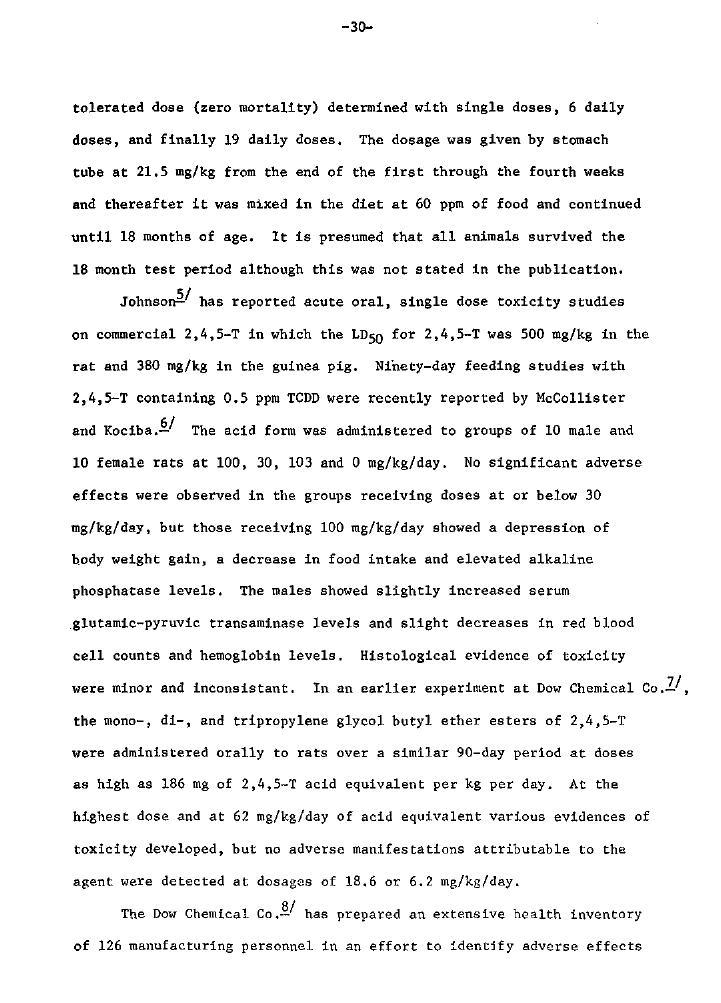 -30-
tolerated dose (zero mortality) determined with single doses, 6 daily
doses, and finally 19 daily doses. The dosage was given by stomach
tube at 21.5 mg/kg from the end of the first through the fourth weeks
and thereafter it was mixed in the diet at 60 ppm of food and continued
until 18 months of age. It is presumed that all animals survived the
18 month test period although this was not stated in the publication.
Johnson5/ has reported acute oral, single dose toxicity studies
on commercial 2,4,5-T in which the LD50 for 2,4,5-T was 500 mg/kg in the
rat and 380 mg/kg in the guinea pig. Ninety-day feeding studies with
2,4,5-T containing 0.5 ppm TCDD were recently reported by McCollister
and Kociba.6/ The acid form was administered to groups of 10 male and
10 female rats at 100, 30, 103 and 0 mg/kg/day. No significant adverse
effects were observed in the groups receiving doses at or below 30
mg/kg/day, but those receiving 100 mg/kg/day showed a depression of
body weight gain, a decrease in food intake and elevated alkaline
phosphatase levels. The males showed slightly increased serum
glutamic-pyruvic transaminase levels and slight decreases in red blood
cell counts and hemoglobin levels. Histological evidence of toxicity
were minor and inconsistant. In an earlier experiment at Dow Chemical Co.7/,
the mono-, di-, and tripropylene glycol butyl ether esters of 2,4,5-T
were administered orally to rats over a similar 90-day period at doses
as high as 186 mg of 2,4,5-T acid equivalent per kg per day. At the
highest dose and at 62 mg/kg/day of acid equivalent various evidences of
toxicity developed, but no adverse manifestations attributable to the
agent were detected at dosages of 18.6 or 6.2 mg/kg/day.
The Dow Chemical Co.8/ has prepared an extensive health inventory
of 126 manufacturing personnel in an effort to identify adverse effects